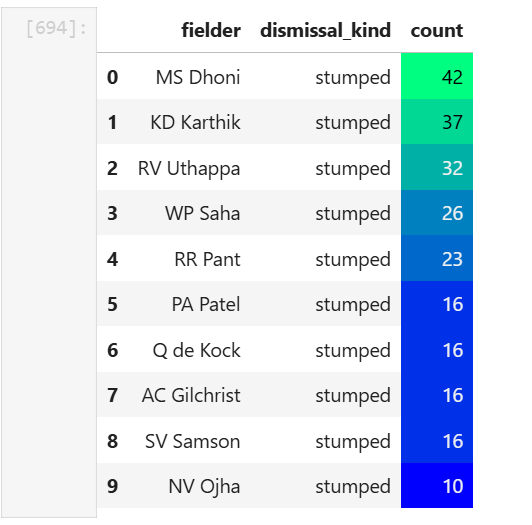 [694]:
fielder dismissal_kind count
0 MS Dhoni stumped 42
1 KD Karthik stumped 37
2 RV Uthappa stumped 32
3 WP Saha stumped 26
4 RR Pant stumped 23
5 PA Patel stumped 16
6 Q de Kock stumped 16
7 AC Gilchrist stumped 16
8 SV Samson stumped 16
9 NV Ojha stumped 10